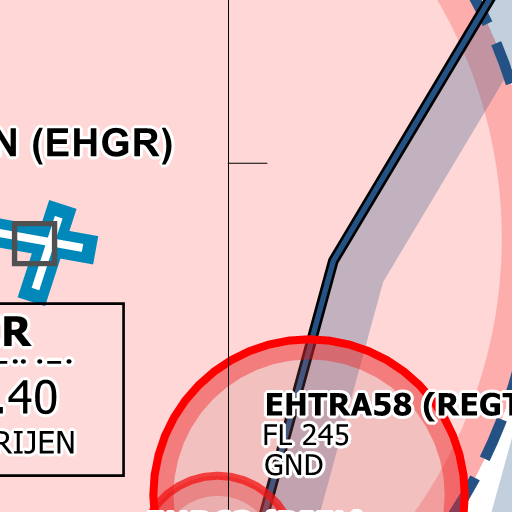 N (EHGR)
R
.40
RIJEN
EHTRA58 (REGT
FL 245
GND